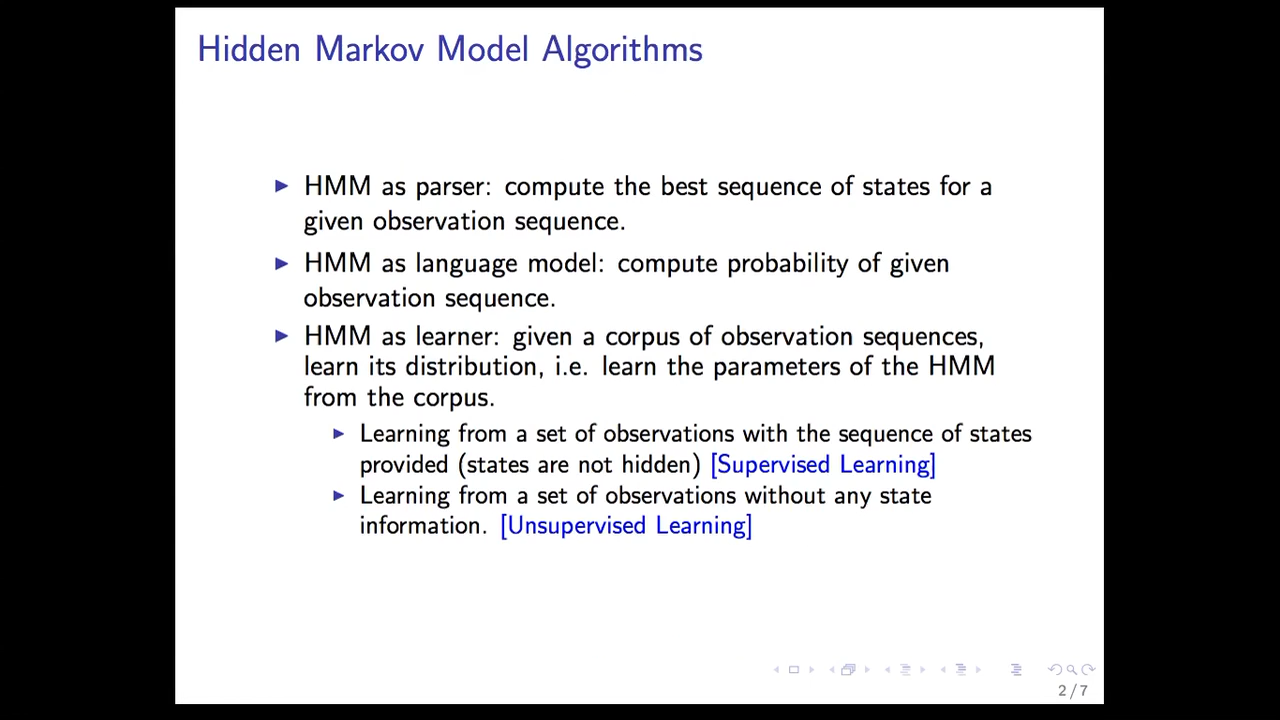 Hidden Markov Model Algorithms
HMM as parser: compute the best sequence of states for a
given observation sequence.
HMM as language model: compute probability of given
observation sequence.
HMM as learner: given a corpus of observation sequences,
learn its distribution, i.e. learn the parameters of the HMM
from the corpus.
Learning from a set of observations with the sequence of states
provided (states are not hidden) [Supervised Learning]
Learning from a set of observations without any state
information. [Unsupervised Learning]
2 / 7